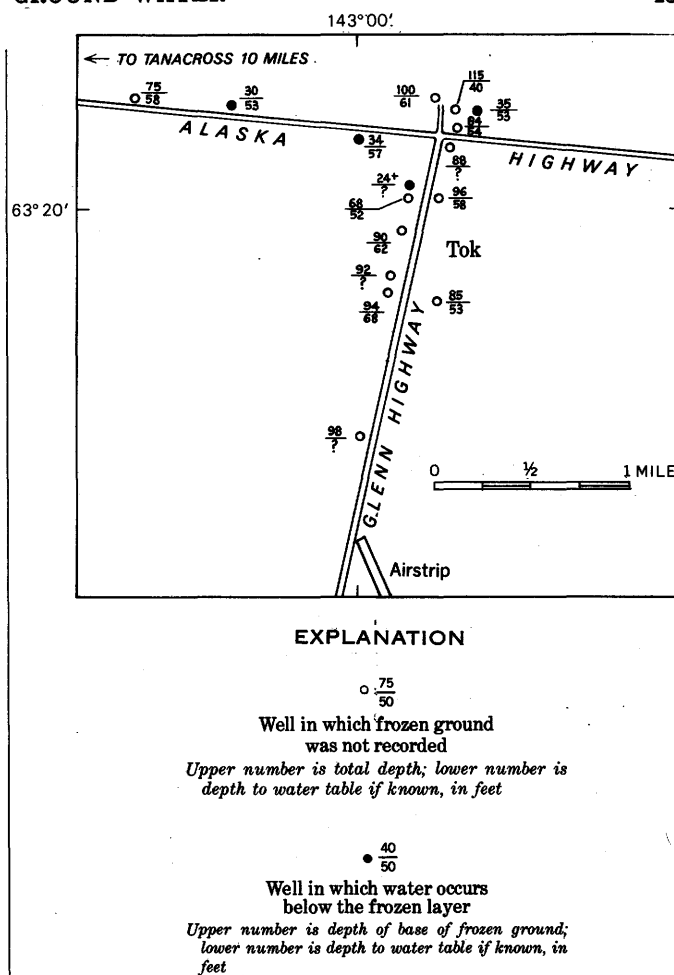 143°00'
← TO TANACROSS 10 MILES
75
58
30
53
100
61
115
40
35
53
ALASKA
HIGHWAY
34
57
88
?
24+
?
68
52
96
58
63°20'
90
62
Tok
92
?
94
68
85
53
GLENN HIGHWAY
98
?
0 ½ 1 MILE
Airstrip
EXPLANATION
75
50
Well in which frozen ground
was not recorded
Upper number is total depth; lower number is
depth to water table if known, in feet
40
50
Well in which water occurs
below the frozen layer
Upper number is depth of base of frozen ground;
lower number is depth to water table if known, in
feet